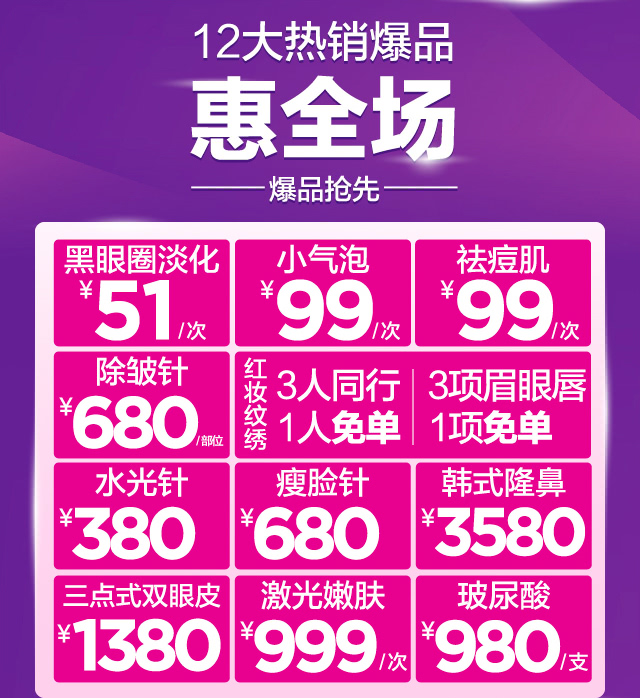 12大热销爆品
惠全场
爆品抢先
黑眼圈淡化
¥51/次
小气泡
¥99/次
祛痘肌
¥99/次
除皱针
¥680/部位
红妆纹绣
3人同行
1人免单
3项眉眼唇
1项免单
水光针
¥380
瘦脸针
¥680
韩式隆鼻
¥3580
三点式双眼皮
¥1380
激光嫩肤
¥999/次
玻尿酸
¥980/支